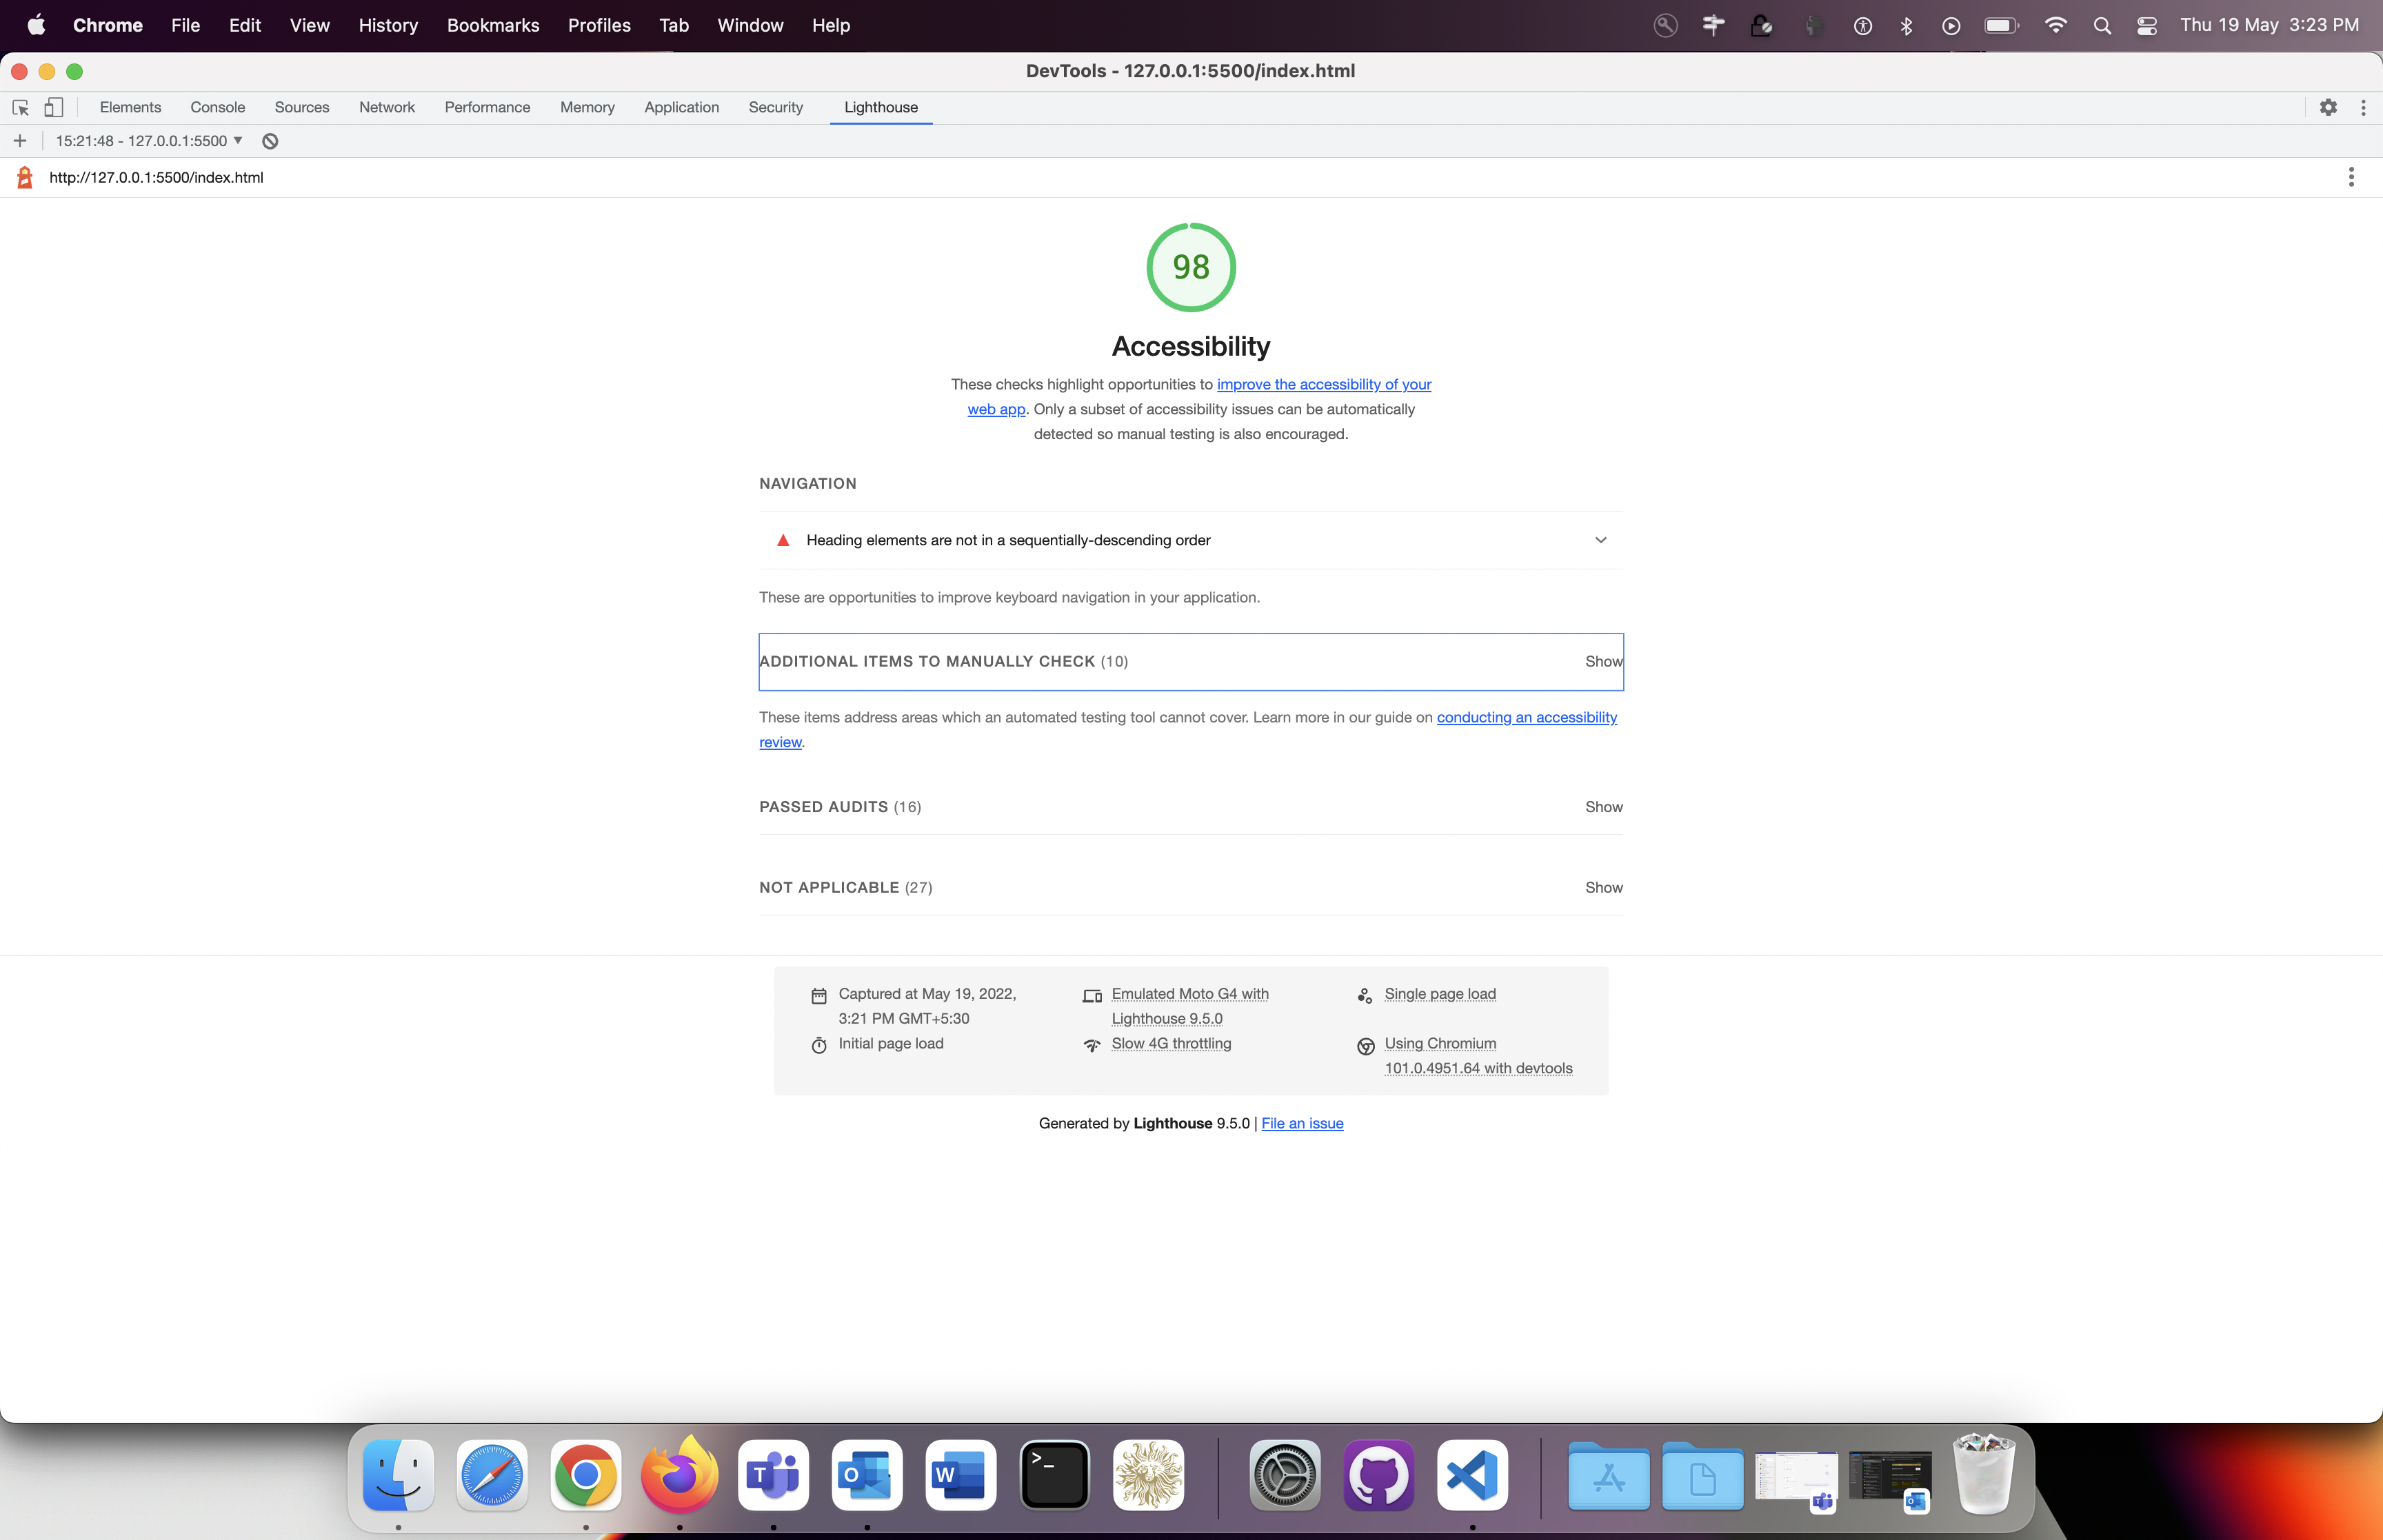 Chrome File Edit View History Bookmarks Profiles Tab Window Help Thu 19 May 3:23 PM
DevTools - 127.0.0.1:5500/index.html
Elements Console Sources Network Performance Memory Application Security Lighthouse
15:21:48 - 127.0.0.1:5500
http://127.0.0.1:5500/index.html
98
Accessibility
These checks highlight opportunities to improve the accessibility of your
web app. Only a subset of accessibility issues can be automatically
detected so manual testing is also encouraged.
NAVIGATION
Heading elements are not in a sequentially-descending order
These are opportunities to improve keyboard navigation in your application.
ADDITIONAL ITEMS TO MANUALLY CHECK (10) Show
These items address areas which an automated testing tool cannot cover. Learn more in our guide on conducting an accessibility
review.
PASSED AUDITS (16) Show
NOT APPLICABLE (27) Show
Captured at May 19, 2022,
3:21 PM GMT+5:30
Initial page load
Emulated Moto G4 with
Lighthouse 9.5.0
Slow 4G throttling
Single page load
Using Chromium
101.0.4951.64 with devtools
Generated by Lighthouse 9.5.0 | File an issue
T
O
W
>_